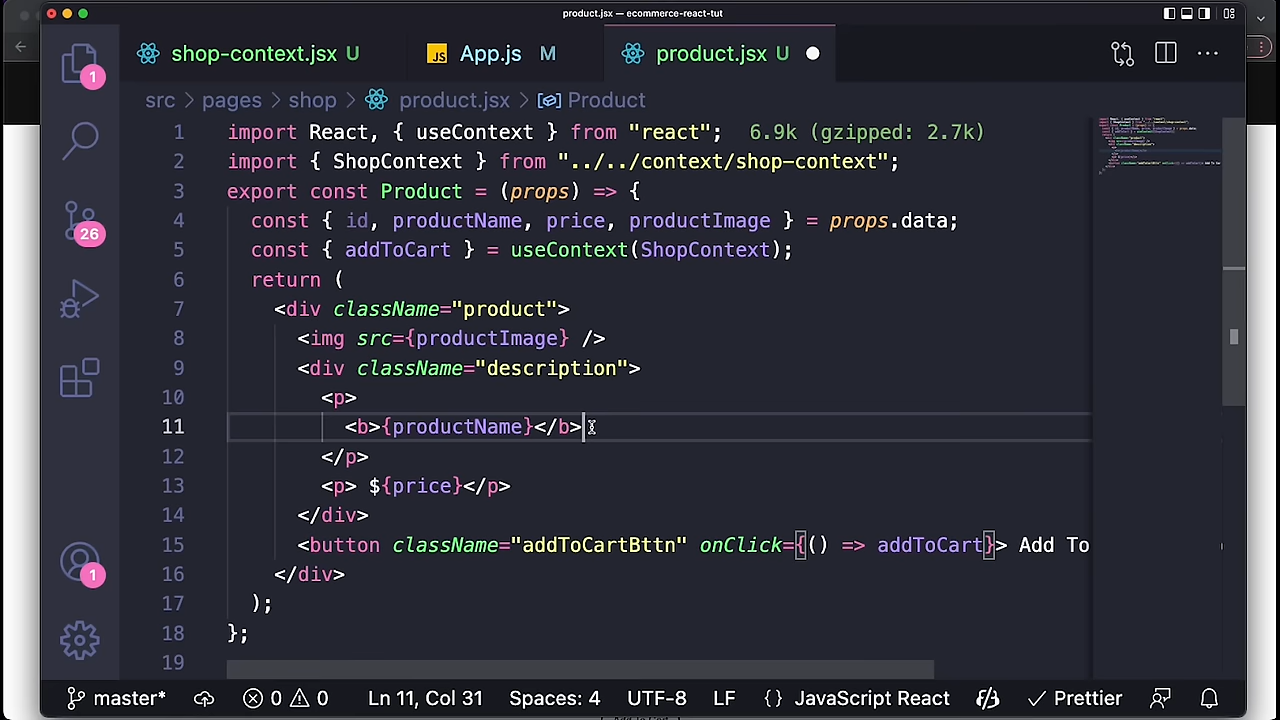 product.jsx — ecommerce-react-tut
shop-context.jsx U
App.js M
product.jsx U
src > pages > shop > product.jsx > Product
1 import React, { useContext } from "react"; 6.9k (gzipped: 2.7k)
2 import { ShopContext } from "../../context/shop-context";
3 export const Product = (props) => {
4 const { id, productName, price, productImage } = props.data;
5 const { addToCart } = useContext(ShopContext);
6 return (
7 <div className="product">
8 <img src={productImage} />
9 <div className="description">
10 <p>
11 <b>{productName}</b>
12 </p>
13 <p> ${price}</p>
14 </div>
15 <button className="addToCartBttn" onClick={() => addToCart}> Add To
16 </div>
17 );
18 };
19
1
26
1
master* 0 0 Ln 11, Col 31 Spaces: 4 UTF-8 LF {} JavaScript React Prettier